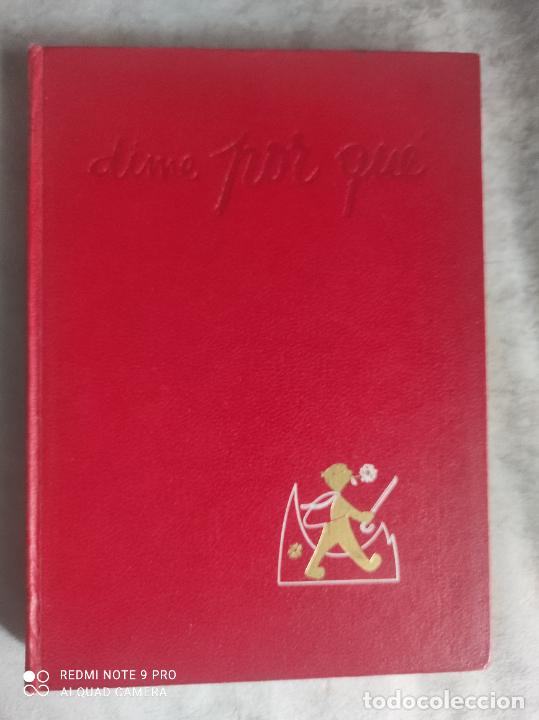 dime por qué
REDMI NOTE 9 PRO
AI QUAD CAMERA
todocoleccion